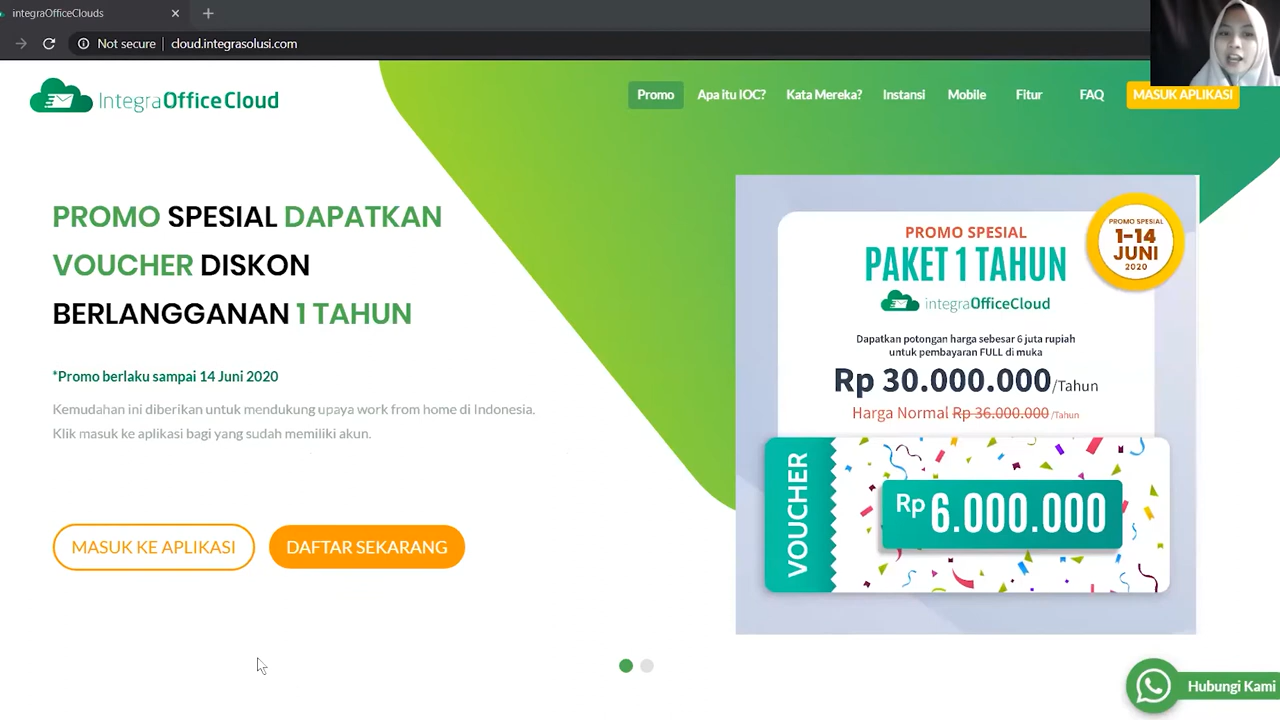 integraOfficeClouds
Not secure
cloud.integrasolusi.com
IntegraOfficeCloud
Promo
Apa itu IOC?
Kata Mereka?
Instansi
Mobile
Fitur
FAQ
MASUK APLIKASI
PROMO SPESIAL DAPATKAN
VOUCHER DISKON
BERLANGGANAN 1 TAHUN
*Promo berlaku sampai 14 Juni 2020
Kemudahan ini diberikan untuk mendukung upaya work from home di Indonesia.
Klik masuk ke aplikasi bagi yang sudah memiliki akun.
MASUK KE APLIKASI
DAFTAR SEKARANG
PROMO SPESIAL
1-14
JUNI
2020
PROMO SPESIAL
PAKET 1 TAHUN
integraOfficeCloud
Dapatkan potongan harga sebesar 6 juta rupiah
untuk pembayaran FULL di muka
Rp 30.000.000/Tahun
Harga Normal Rp 36.000.000/Tahun
VOUCHER
Rp 6.000.000
Hubungi Kami